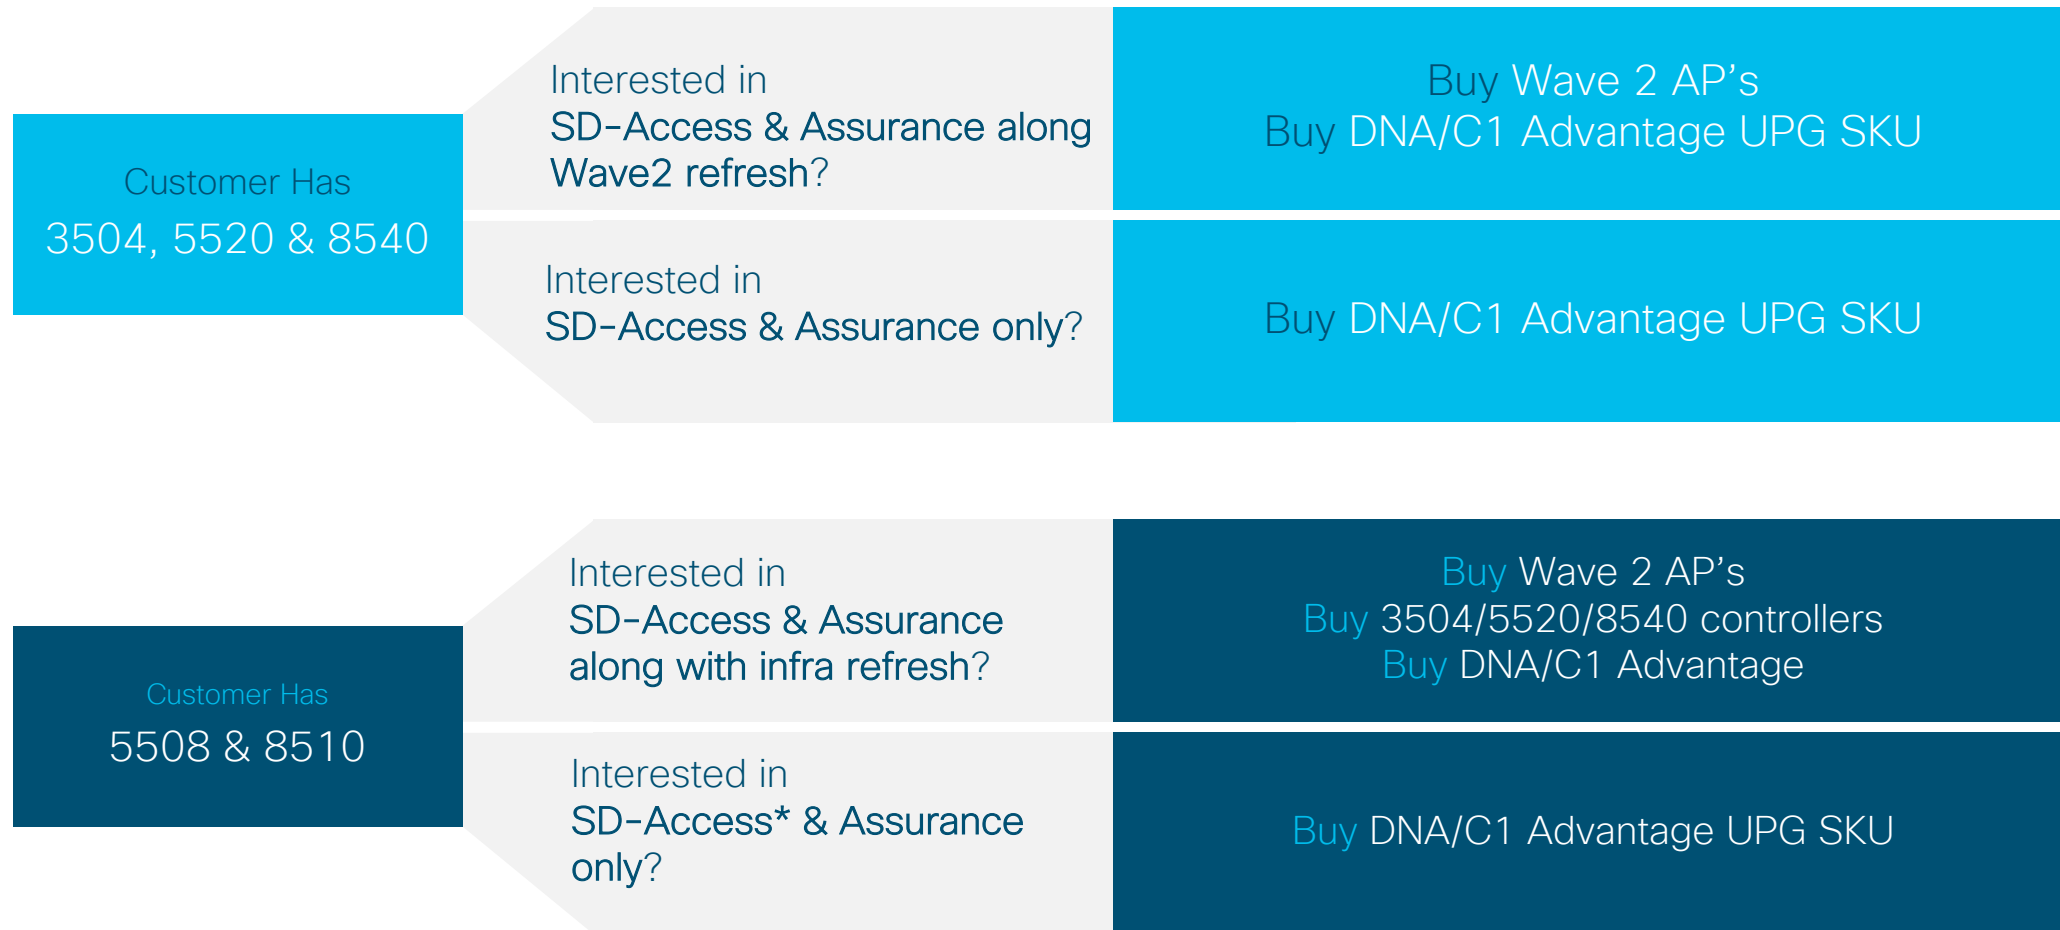 Customer Has
3504, 5520 & 8540
Interested in
SD-Access & Assurance along
Wave2 refresh?
Buy Wave 2 AP’s
Buy DNA/C1 Advantage UPG SKU
Interested in
SD-Access & Assurance only?
Buy DNA/C1 Advantage UPG SKU
Customer Has
5508 & 8510
Interested in
SD-Access & Assurance
along with infra refresh?
Buy Wave 2 AP’s
Buy 3504/5520/8540 controllers
Buy DNA/C1 Advantage
Interested in
SD-Access* & Assurance
only?
Buy DNA/C1 Advantage UPG SKU